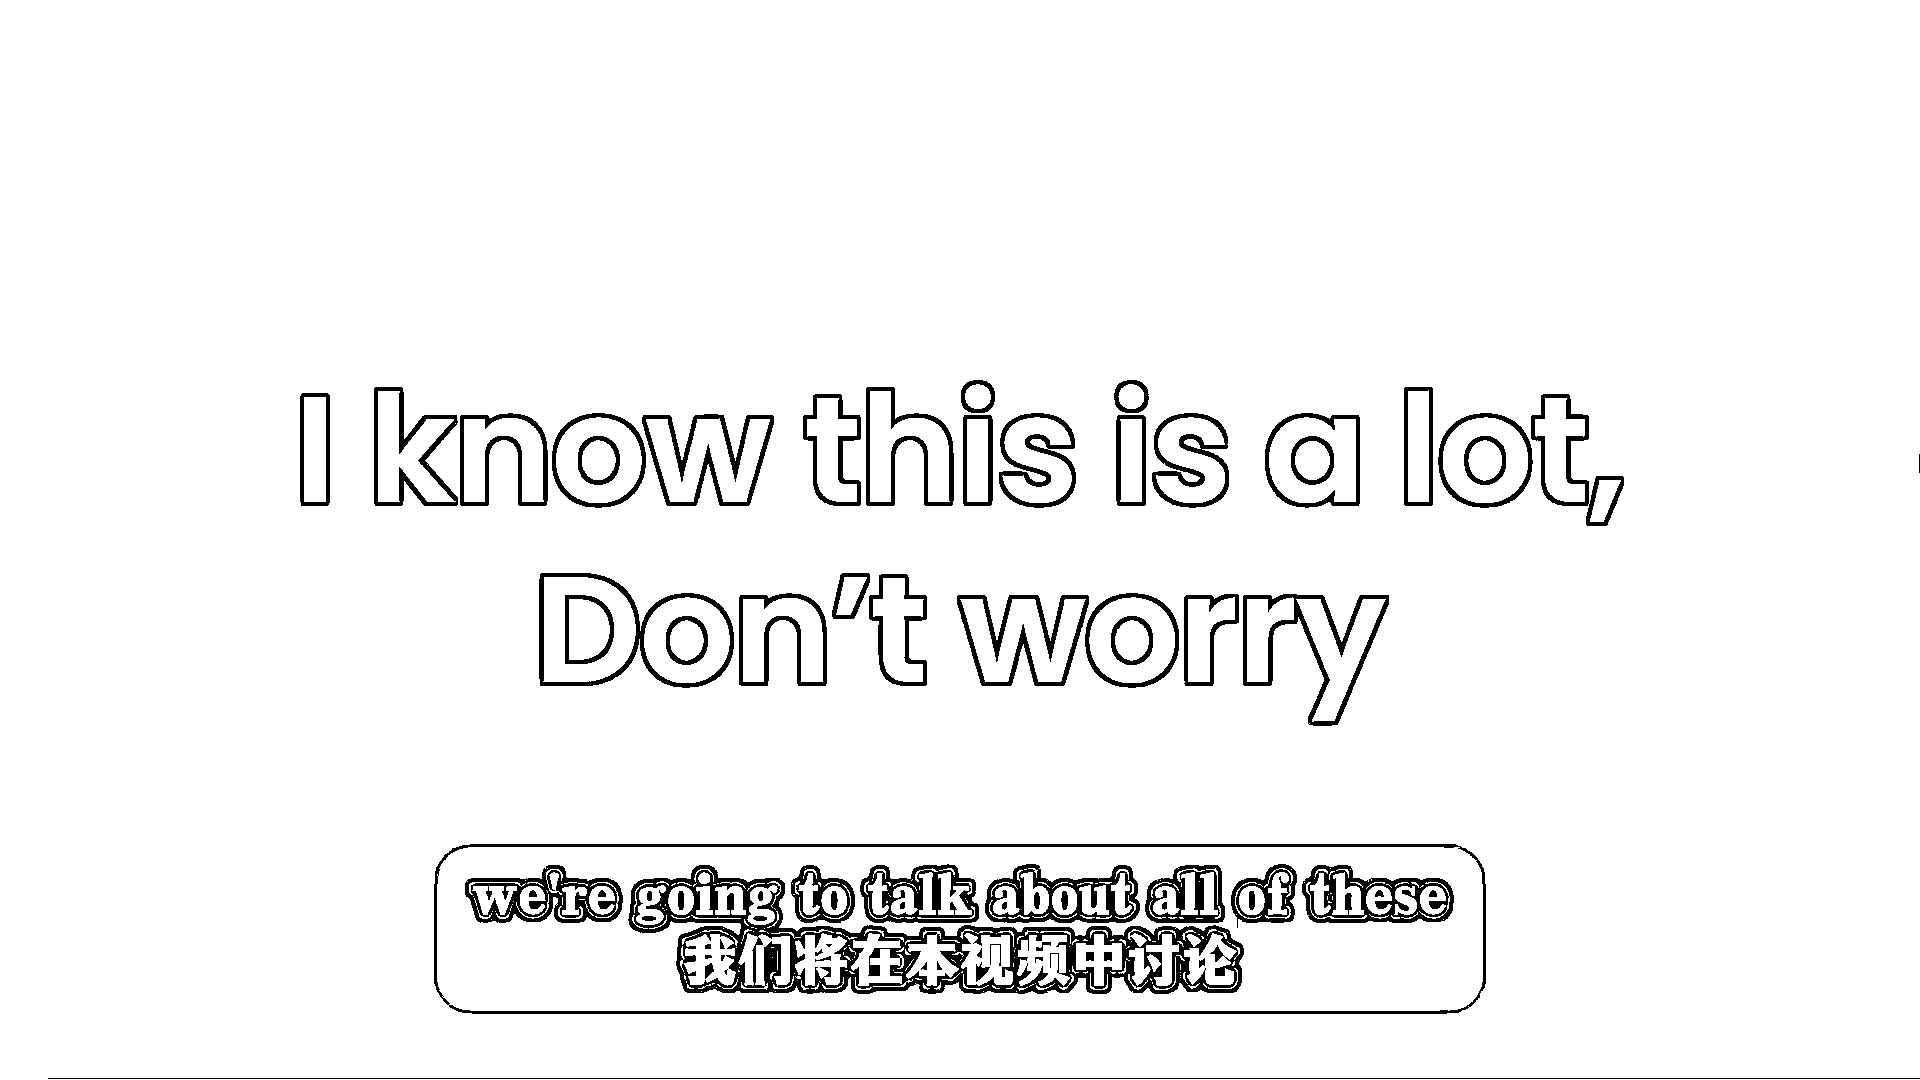 I know this is a lot,
Don’t worry
we're going to talk about all of these
我们将在本视频中讨论